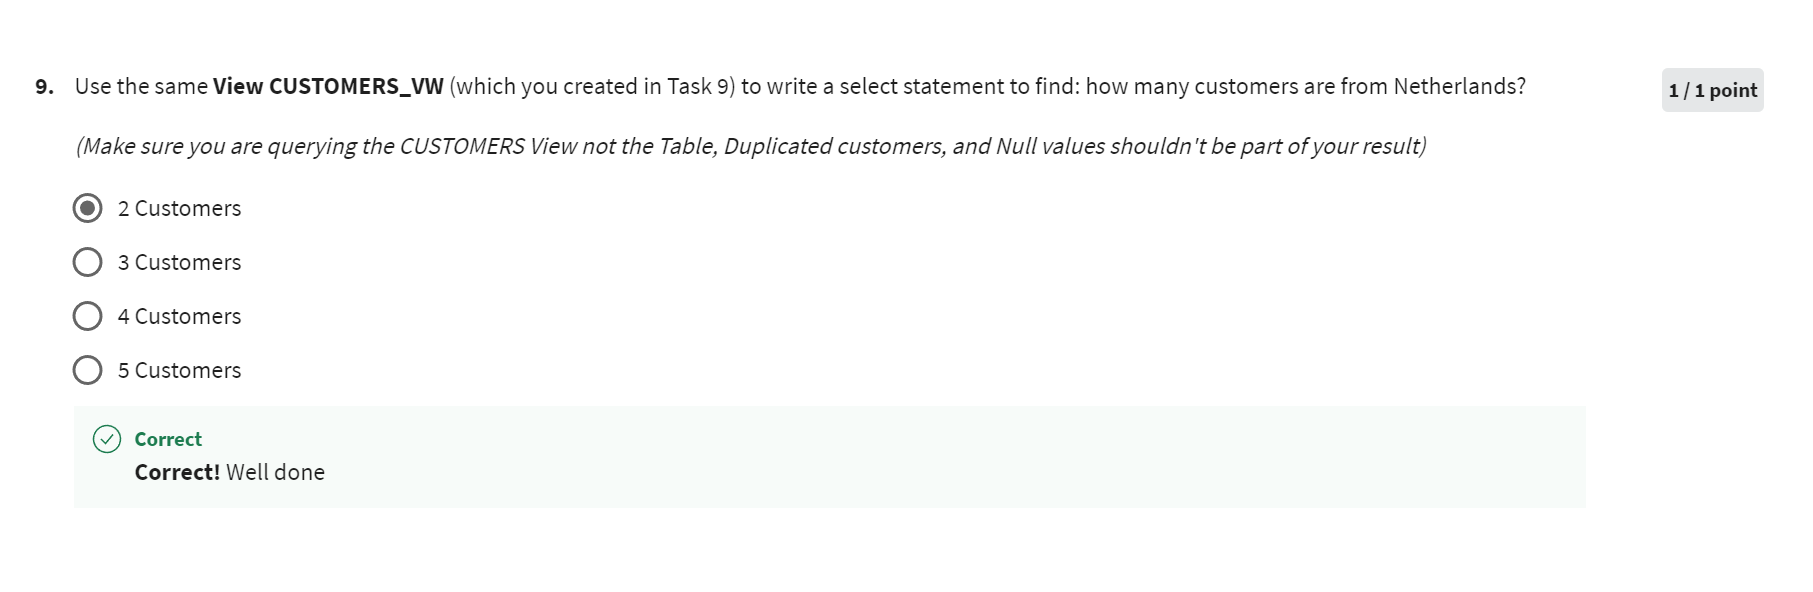 9. Use the same View CUSTOMERS_VW (which you created in Task 9) to write a select statement to find: how many customers are from Netherlands?
1 / 1 point
(Make sure you are querying the CUSTOMERS View not the Table, Duplicated customers, and Null values shouldn't be part of your result)
2 Customers
3 Customers
4 Customers
5 Customers
Correct
Correct! Well done